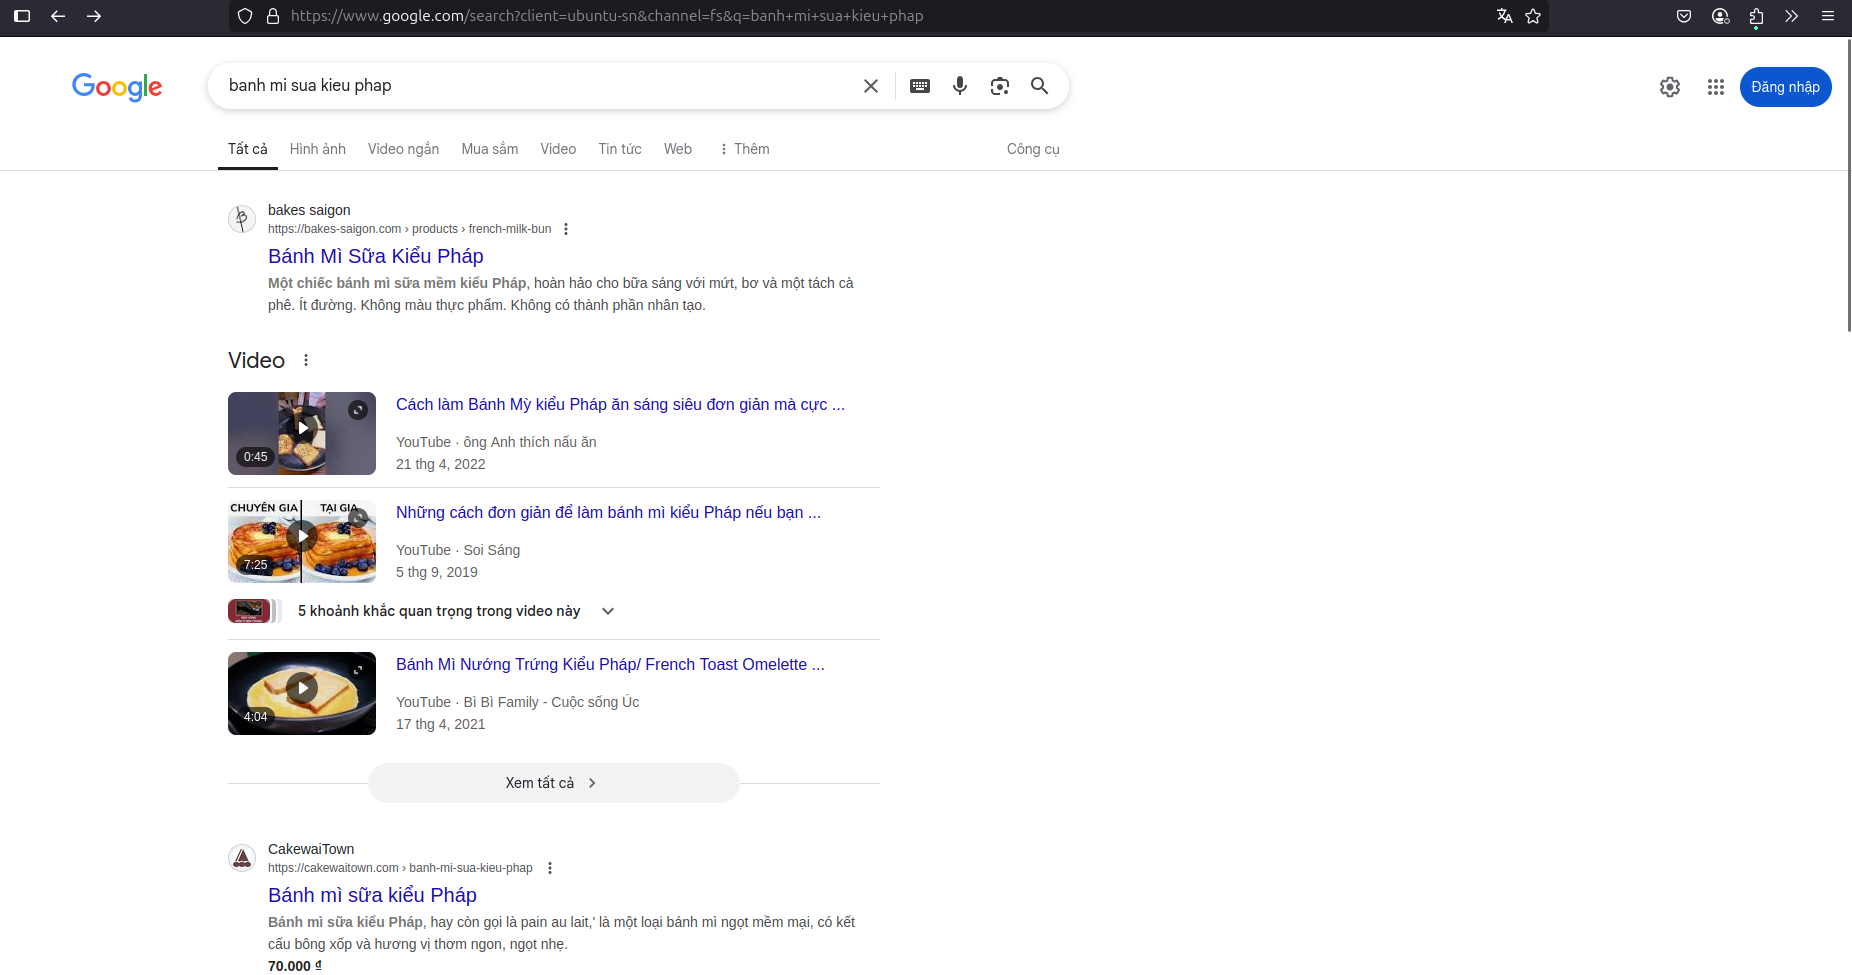 https://www.google.com/search?client=ubuntu-sn&channel=fs&q=banh+mi+sua+kieu+phap
Google
banh mi sua kieu phap
Đăng nhập
Tất cả
Hình ảnh
Video ngắn
Mua sắm
Video
Tin tức
Web
Thêm
Công cụ
bakes saigon
https://bakes-saigon.com › products › french-milk-bun
Bánh Mì Sữa Kiểu Pháp
Một chiếc bánh mì sữa mềm kiểu Pháp, hoàn hảo cho bữa sáng với mứt, bơ và một tách cà
phê. Ít đường. Không màu thực phẩm. Không có thành phần nhân tạo.
Video
0:45
Cách làm Bánh Mỳ kiểu Pháp ăn sáng siêu đơn giản mà cực ...
YouTube · ông Anh thích nấu ăn
21 thg 4, 2022
CHUYÊN GIA
TẠI GIA
7:25
Những cách đơn giản để làm bánh mì kiểu Pháp nếu bạn ...
YouTube · Soi Sáng
5 thg 9, 2019
5 khoảnh khắc quan trọng trong video này
4:04
Bánh Mì Nướng Trứng Kiểu Pháp/ French Toast Omelette ...
YouTube · Bì Bì Family - Cuộc sống Úc
17 thg 4, 2021
Xem tất cả
CakewaiTown
https://cakewaitown.com › banh-mi-sua-kieu-phap
Bánh mì sữa kiểu Pháp
Bánh mì sữa kiểu Pháp, hay còn gọi là pain au lait,' là một loại bánh mì ngọt mềm mại, có kết
cấu bông xốp và hương vị thơm ngon, ngọt nhẹ.
70.000 ₫